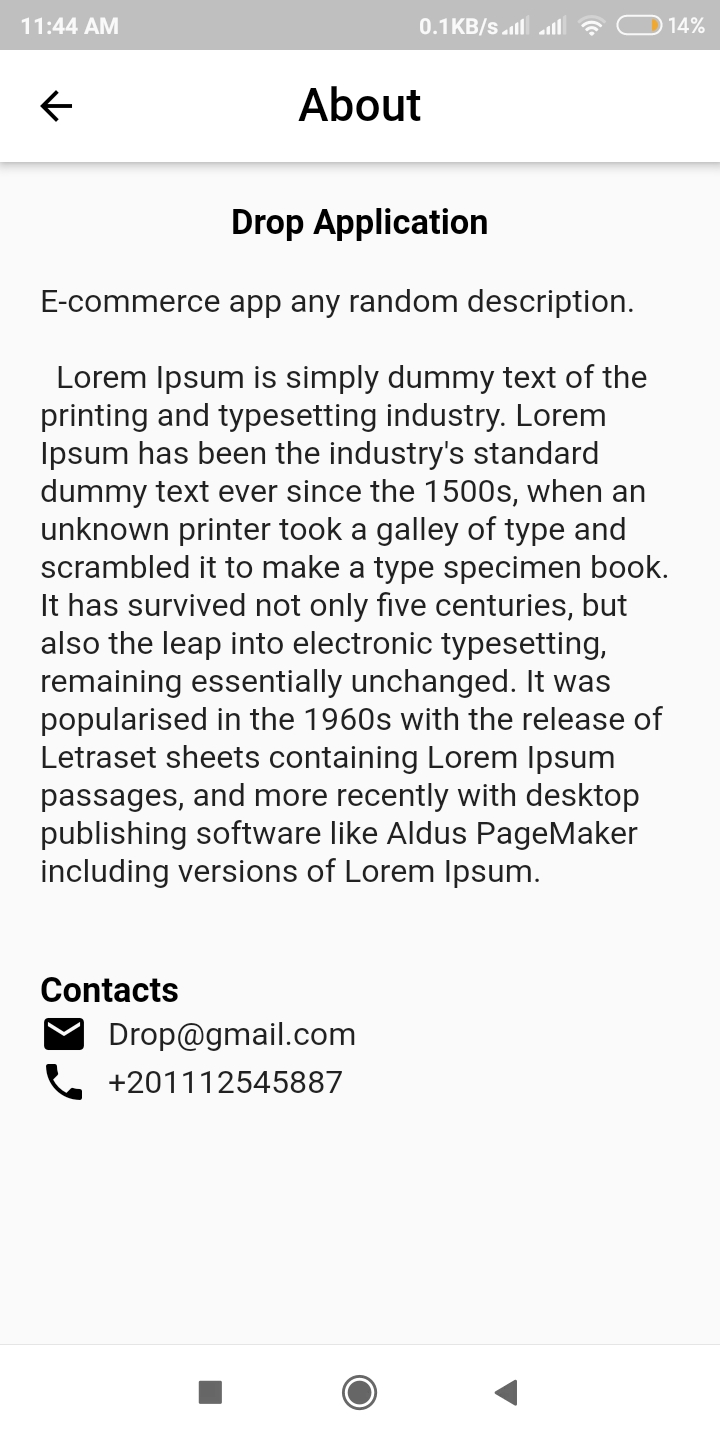 11:44 AM 0.1KB/s 14%
About
Drop Application
E-commerce app any random description.
Lorem Ipsum is simply dummy text of the
printing and typesetting industry. Lorem
Ipsum has been the industry's standard
dummy text ever since the 1500s, when an
unknown printer took a galley of type and
scrambled it to make a type specimen book.
It has survived not only five centuries, but
also the leap into electronic typesetting,
remaining essentially unchanged. It was
popularised in the 1960s with the release of
Letraset sheets containing Lorem Ipsum
passages, and more recently with desktop
publishing software like Aldus PageMaker
including versions of Lorem Ipsum.
Contacts
Drop@gmail.com
+201112545887